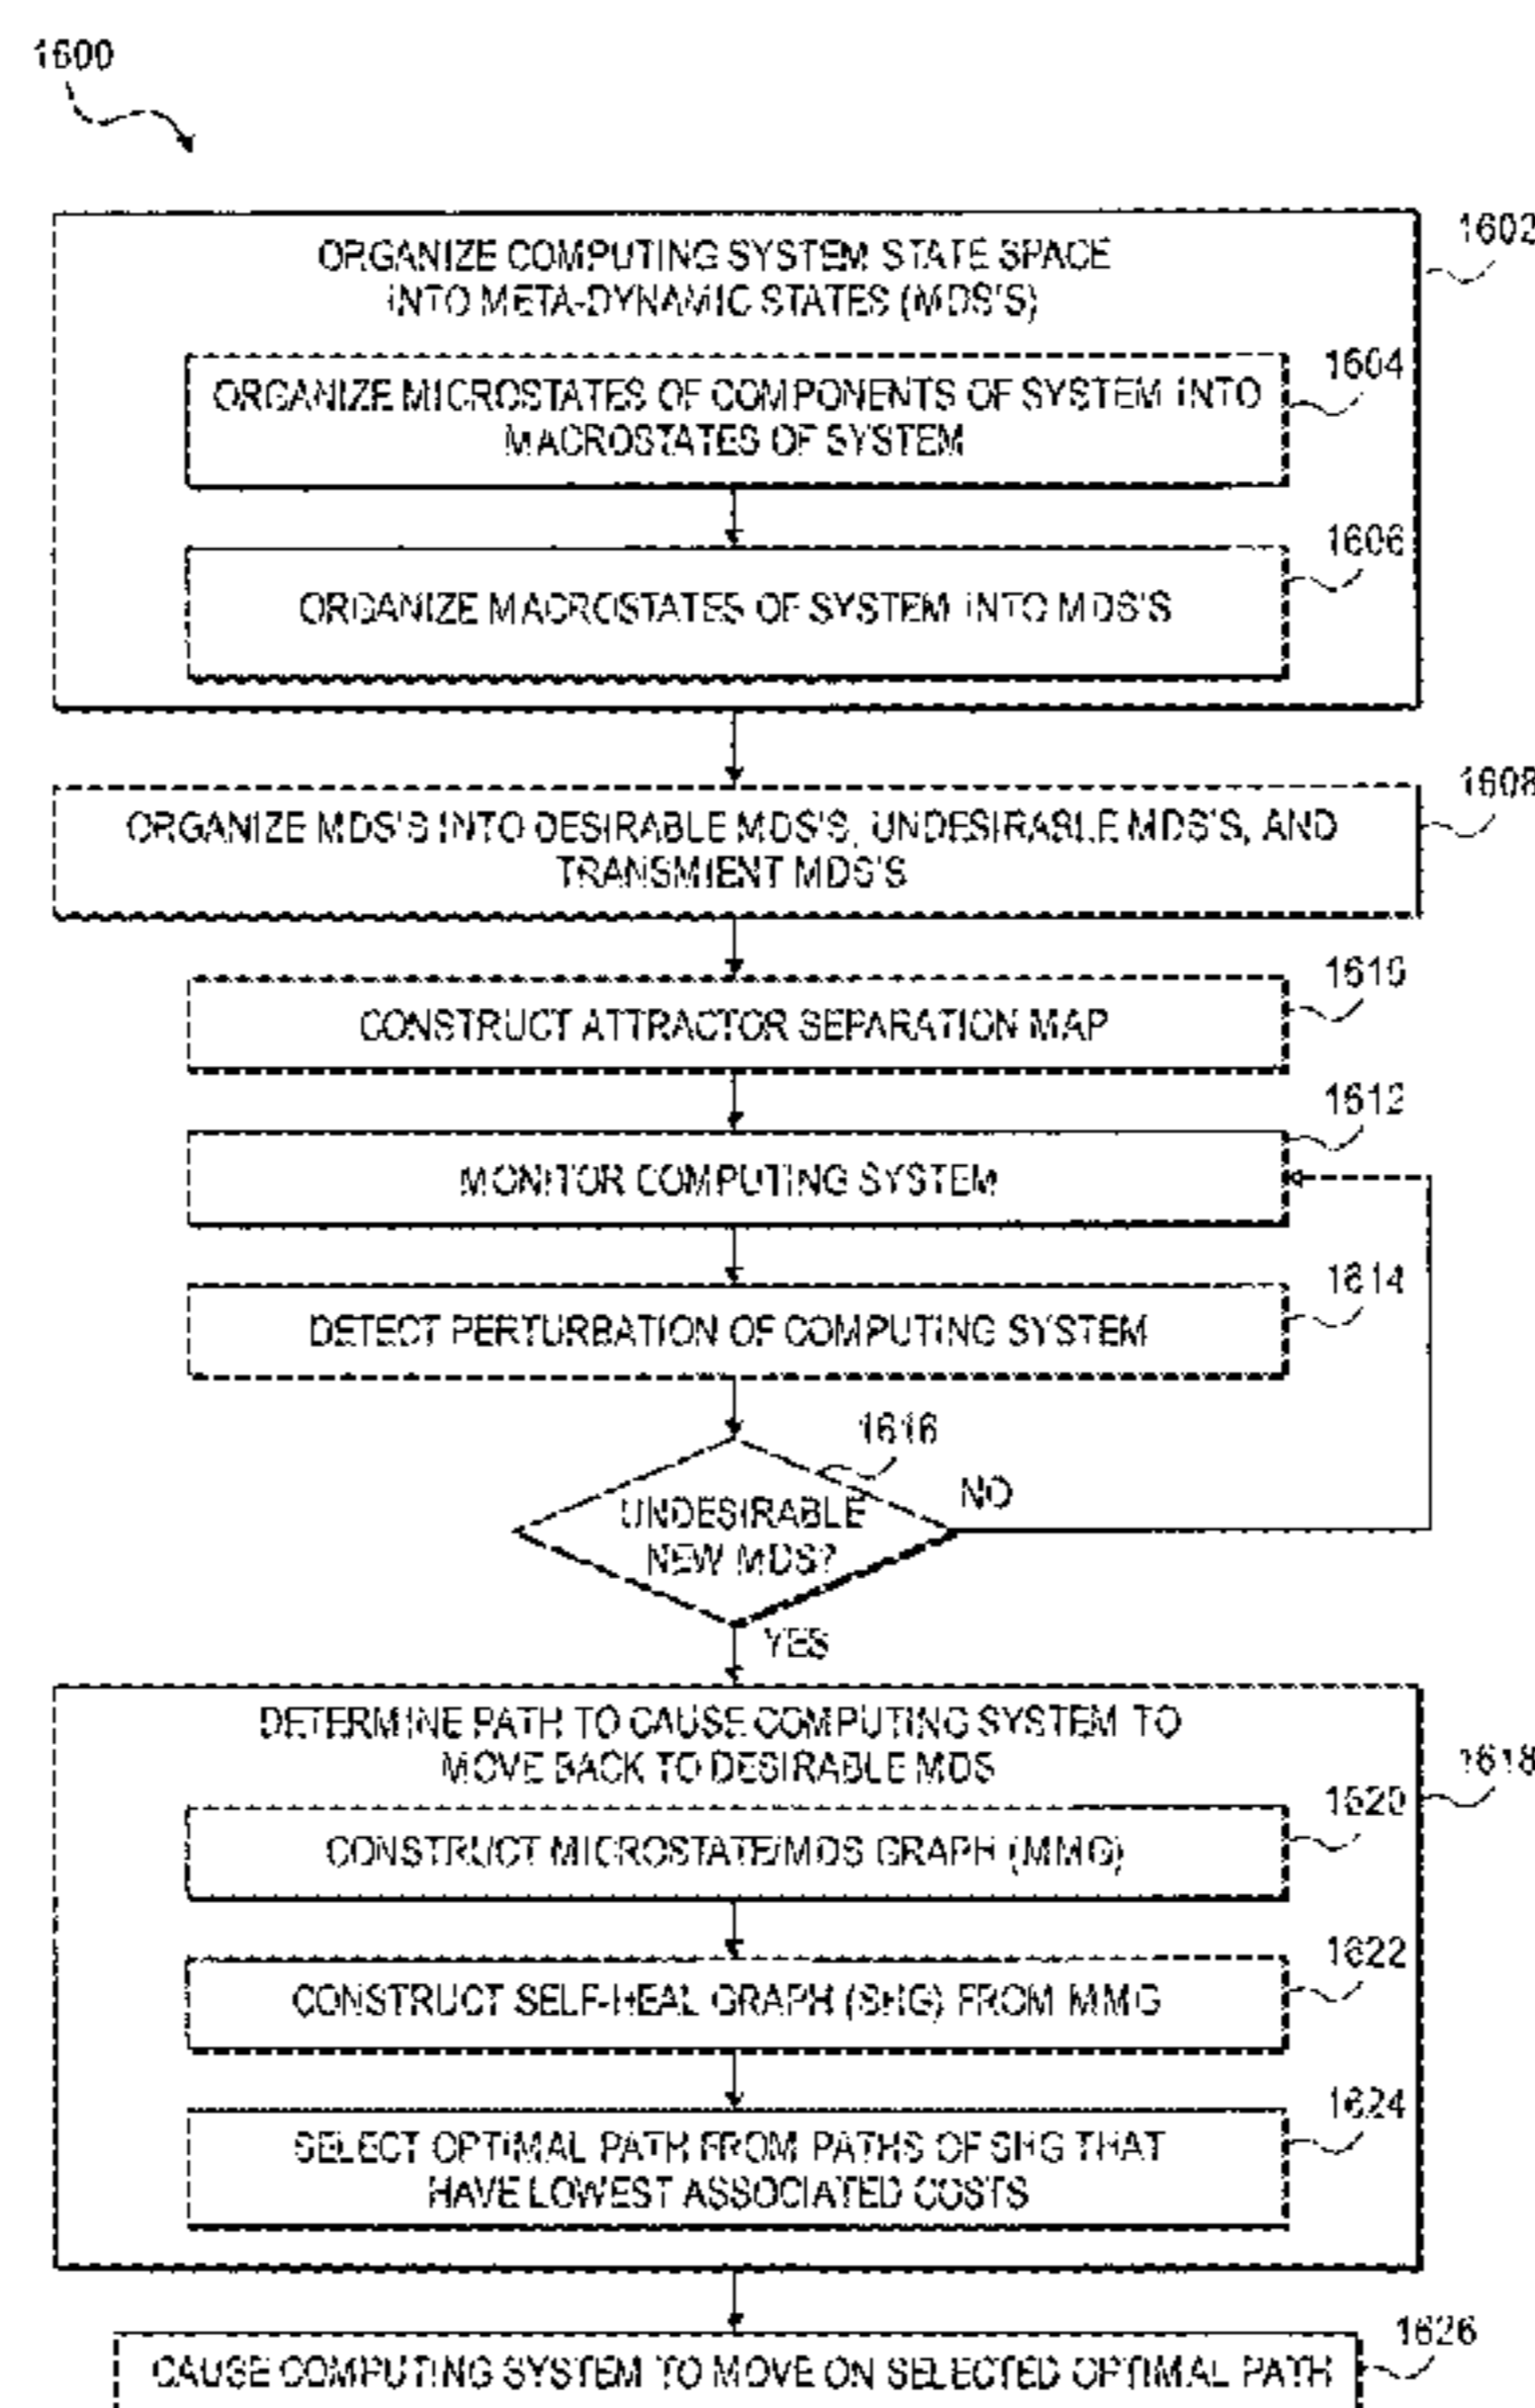 1600
1602
ORGANIZE COMPUTING SYSTEM STATE SPACE
INTO META-DYNAMIC STATES (MDS'S)
1604
ORGANIZE MICROSTATES OF COMPONENTS OF SYSTEM INTO
MACROSTATES OF SYSTEM
1606
ORGANIZE MACROSTATES OF SYSTEM INTO MDS'S
1608
ORGANIZE MDS'S INTO DESIRABLE MDS'S, UNDESIRABLE MDS'S, AND
TRANSMIENT MDS'S
1610
CONSTRUCT ATTRACTOR SEPARATION MAP
1612
MONITOR COMPUTING SYSTEM
1614
DETECT PERTURBATION OF COMPUTING SYSTEM
1616
UNDESIRABLE
NEW MDS?
NO
YES
1618
DETERMINE PATH TO CAUSE COMPUTING SYSTEM TO
MOVE BACK TO DESIRABLE MDS
1620
CONSTRUCT MICROSTATE/MDS GRAPH (MMG)
1622
CONSTRUCT SELF-HEAL GRAPH (SHG) FROM MMG
1624
SELECT OPTIMAL PATH FROM PATHS OF SHG THAT
HAVE LOWEST ASSOCIATED COSTS
1626
CAUSE COMPUTING SYSTEM TO MOVE ON SELECTED OPTIMAL PATH